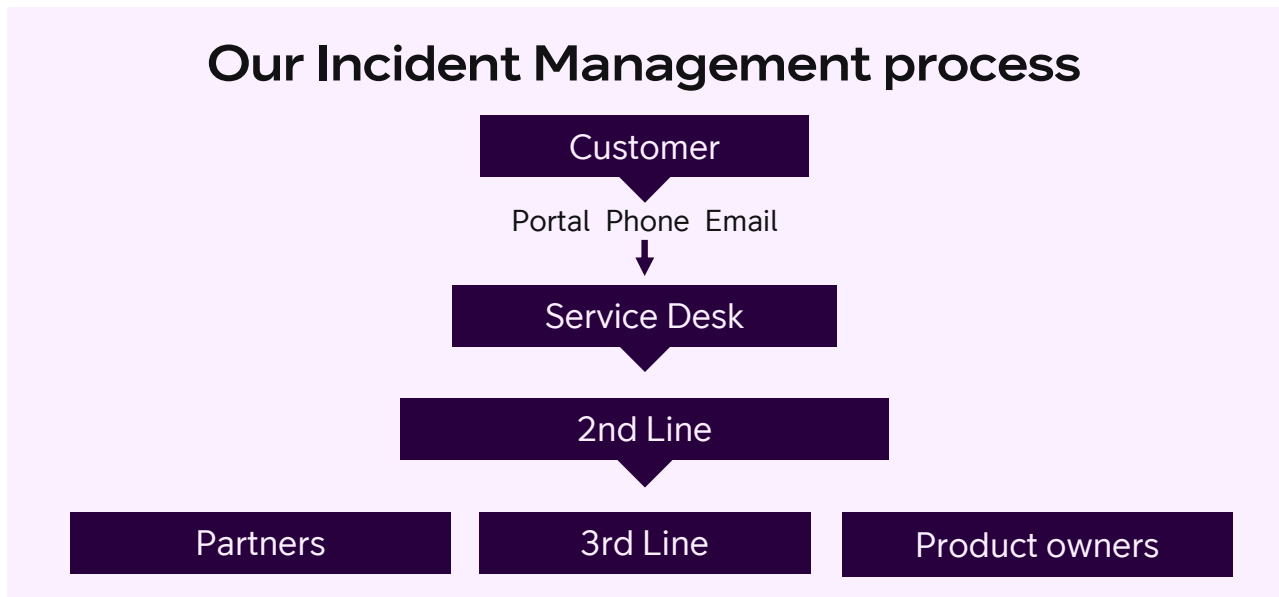 Our Incident Management process
Customer
Portal Phone Email
Service Desk
2nd Line
Partners
3rd Line
Product owners